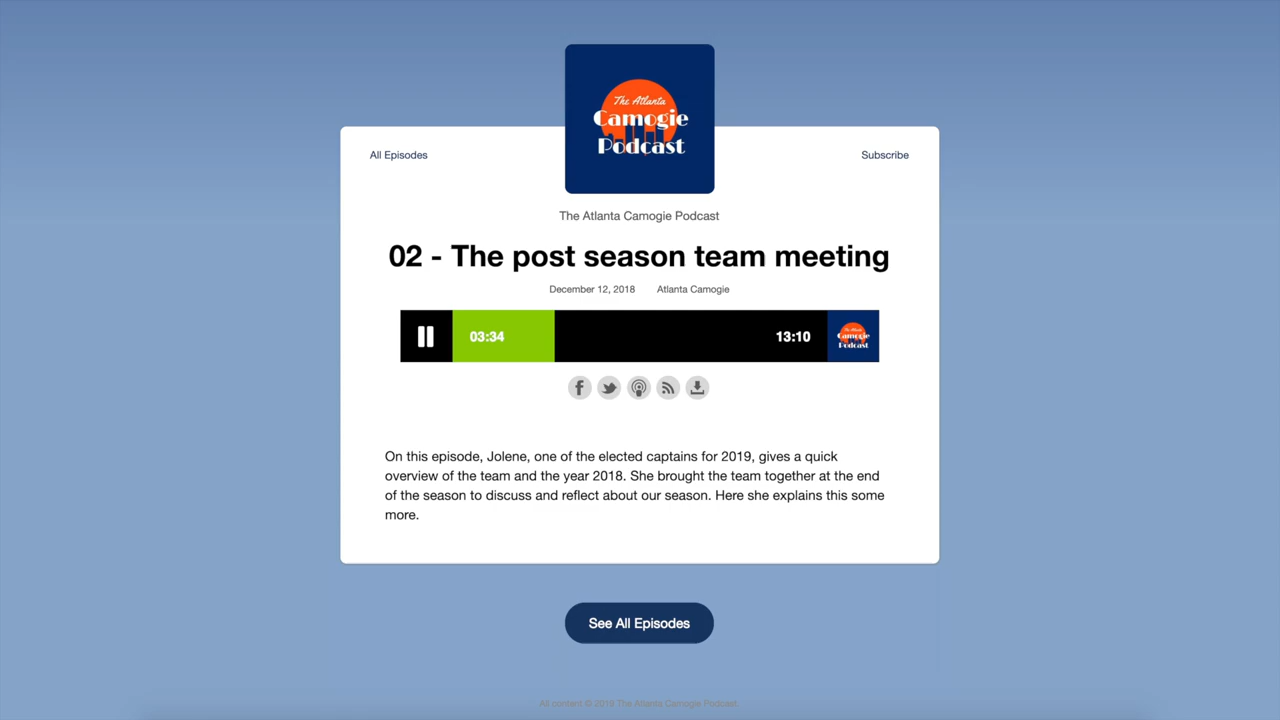 The Atlanta
Camogie
Podcast
All Episodes
Subscribe
The Atlanta Camogie Podcast
02 - The post season team meeting
December 12, 2018 Atlanta Camogie
03:34
13:10
The Atlanta
Camogie
Podcast
On this episode, Jolene, one of the elected captains for 2019, gives a quick
overview of the team and the year 2018. She brought the team together at the end
of the season to discuss and reflect about our season. Here she explains this some
more.
See All Episodes
All content © 2019 The Atlanta Camogie Podcast.